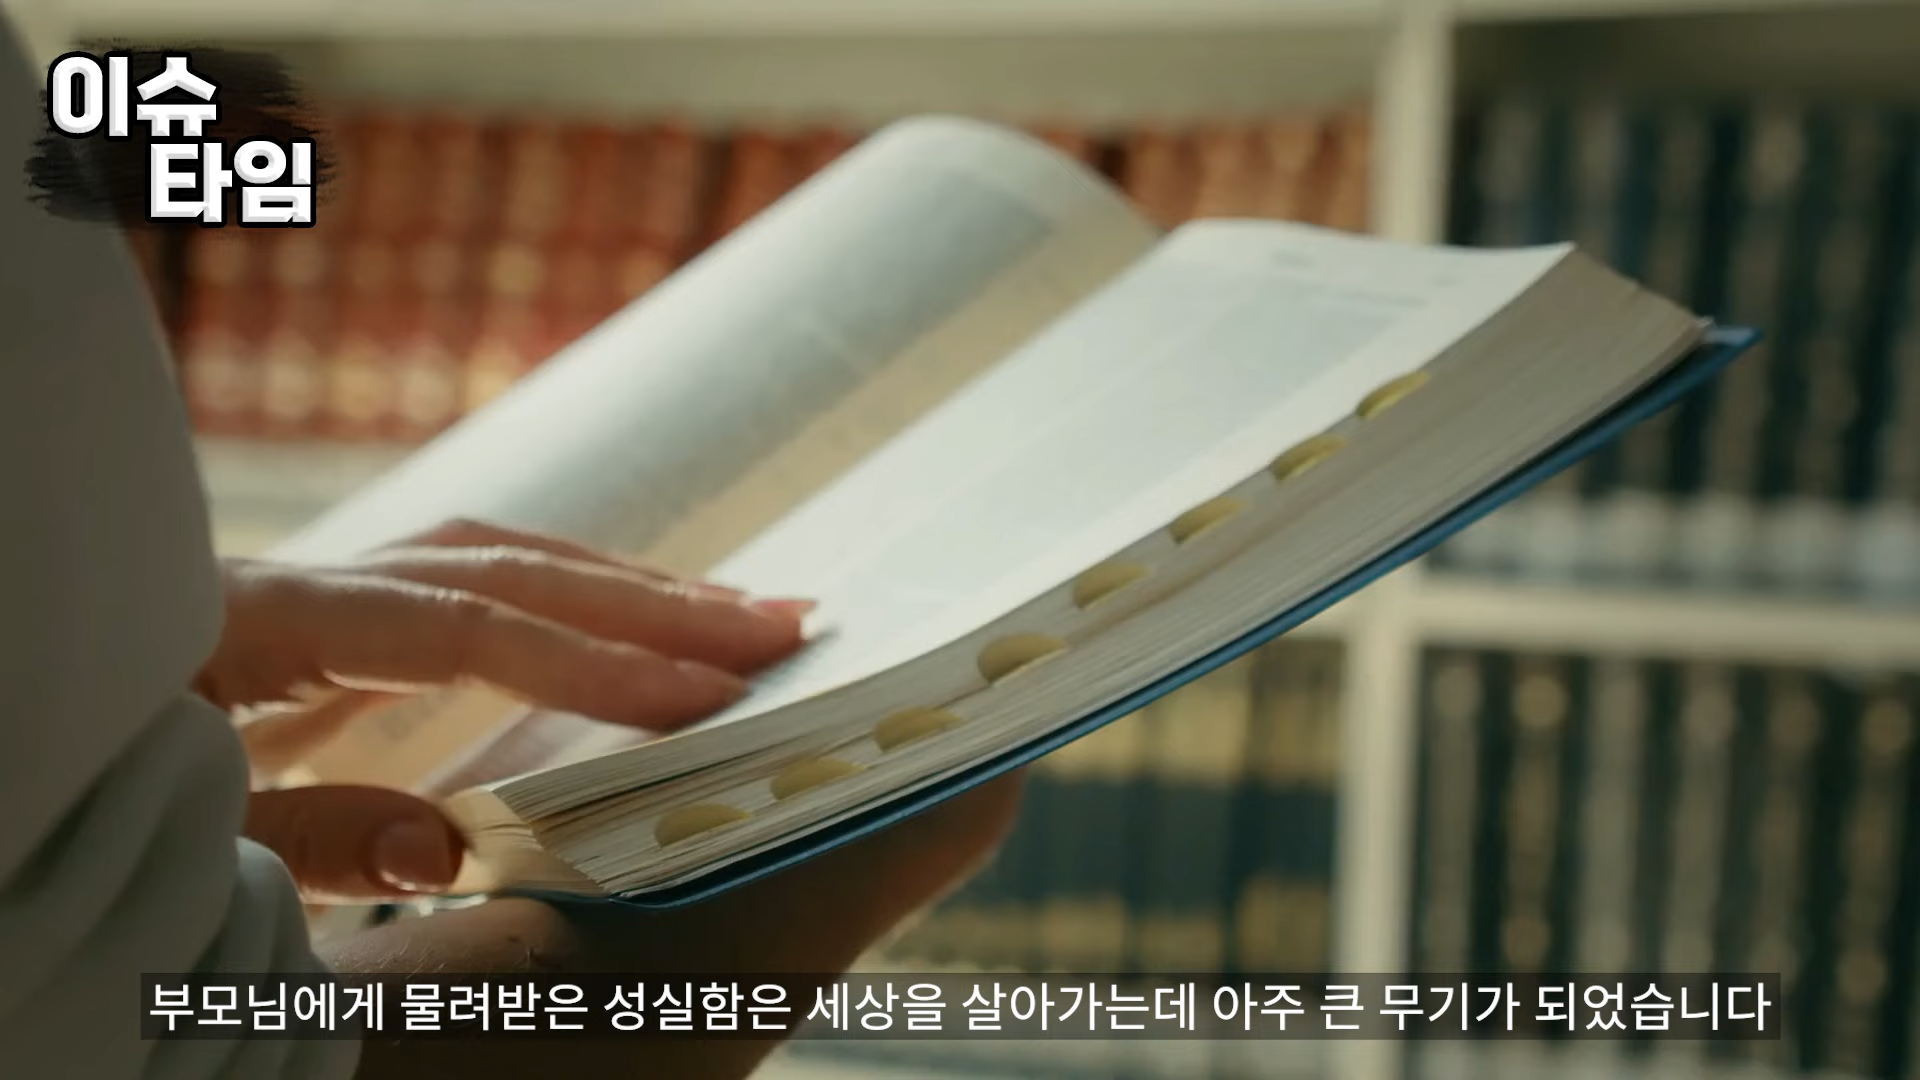 이슈
타임
부모님에게 물려받은 성실함은 세상을 살아가는데 아주 큰 무기가 되었습니다